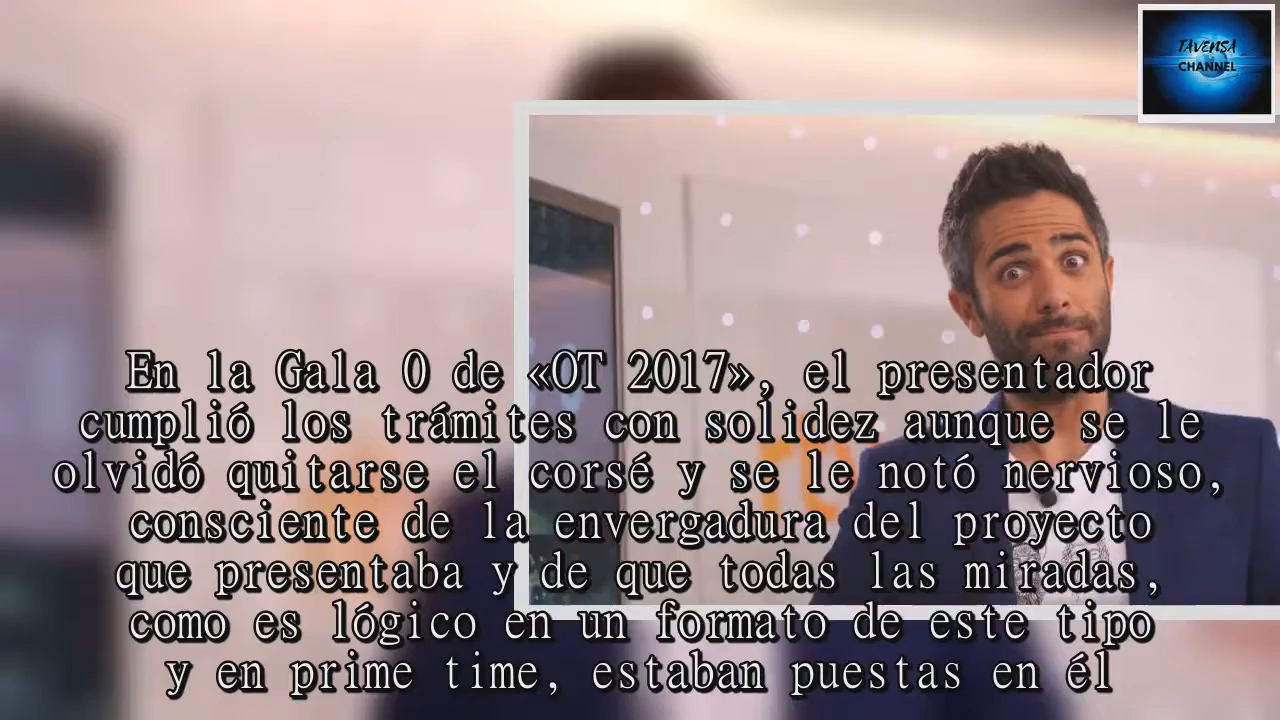 TAVENSA
CHANNEL
En la Gala 0 de «OT 2017», el presentador
cumplió los trámites con solidez aunque se le
olvidó quitarse el corsé y se le notó nervioso,
consciente de la envergadura del proyecto
que presentaba y de que todas las miradas,
como es lógico en un formato de este tipo
y en prime time, estaban puestas en él